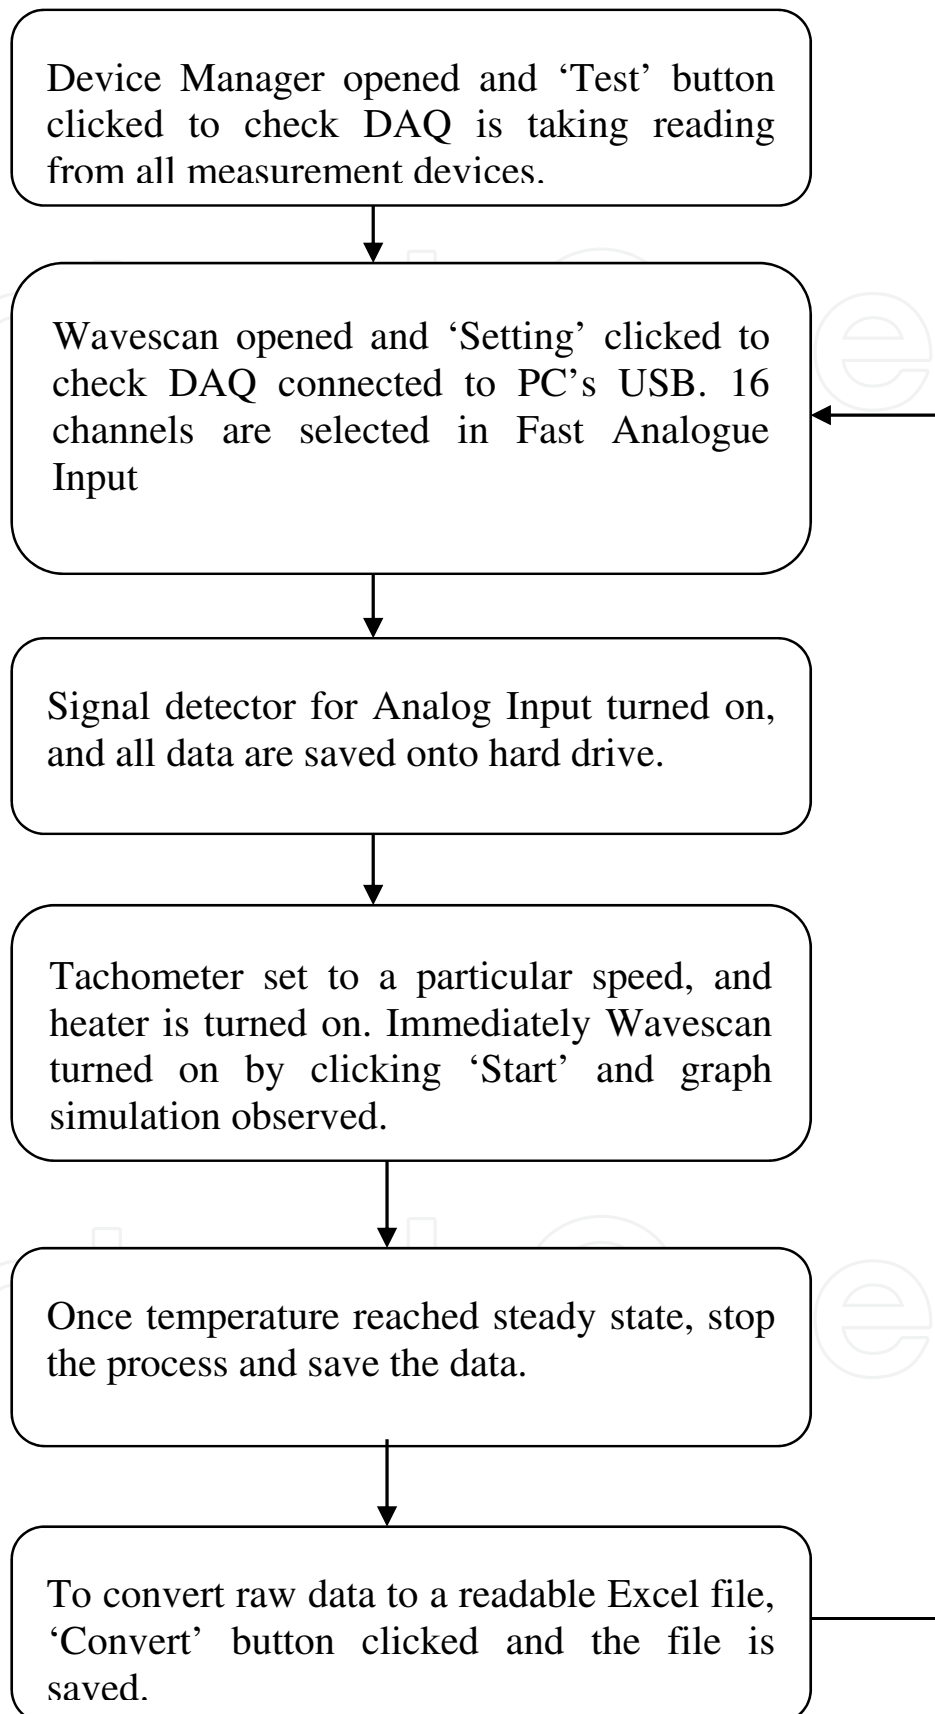 Device Manager opened and ‘Test’ button
clicked to check DAQ is taking reading
from all measurement devices.
Wavescan opened and ‘Setting’ clicked to
check DAQ connected to PC’s USB. 16
channels are selected in Fast Analogue
Input
Signal detector for Analog Input turned on,
and all data are saved onto hard drive.
Tachometer set to a particular speed, and
heater is turned on. Immediately Wavescan
turned on by clicking ‘Start’ and graph
simulation observed.
Once temperature reached steady state, stop
the process and save the data.
To convert raw data to a readable Excel file,
‘Convert’ button clicked and the file is
saved.